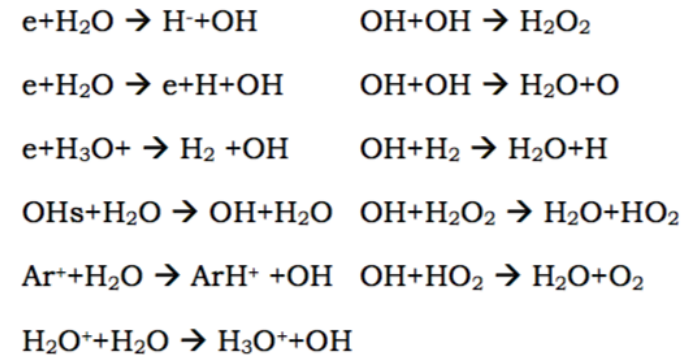 e+H₂O → H⁻+OH
e+H₂O → e+H+OH
e+H₃O+ → H₂ +OH
OHs+H₂O → OH+H₂O
Ar⁺+H₂O → ArH⁺ +OH
H₂O⁺+H₂O → H₃O⁺+OH
OH+OH → H₂O₂
OH+OH → H₂O+O
OH+H₂ → H₂O+H
OH+H₂O₂ → H₂O+HO₂
OH+HO₂ → H₂O+O₂